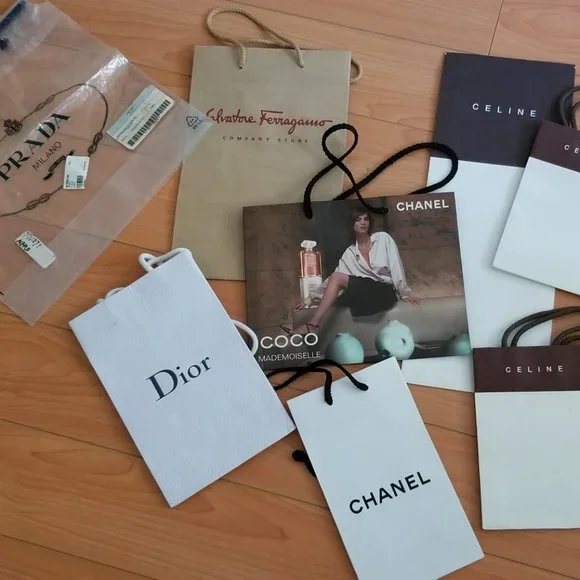 PRADA
MILANO
Salvatore Ferragamo
COMPANY STORE
CELINE
CHANEL
COCO
MADEMOISELLE
Dior
CHANEL
CELINE